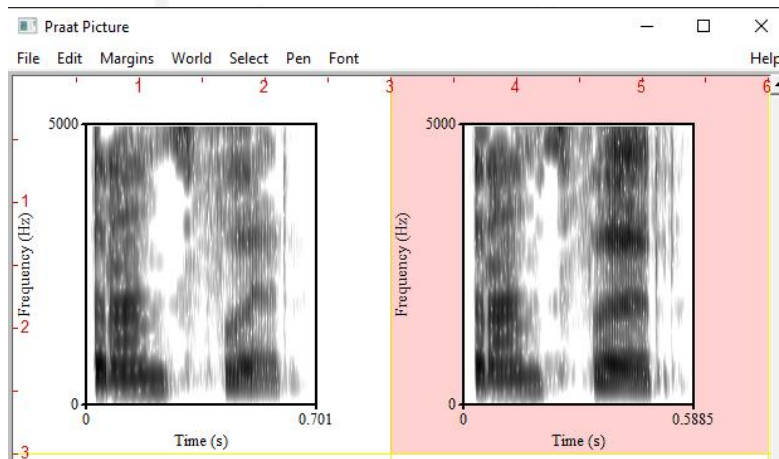 Praat Picture
File Edit Margins World Select Pen Font Help
1 2 3 4 5 6
5000 5000
1
Frequency (Hz) Frequency (Hz)
2
0 0
0 0.701 0 0.5885
Time (s) Time (s)
3